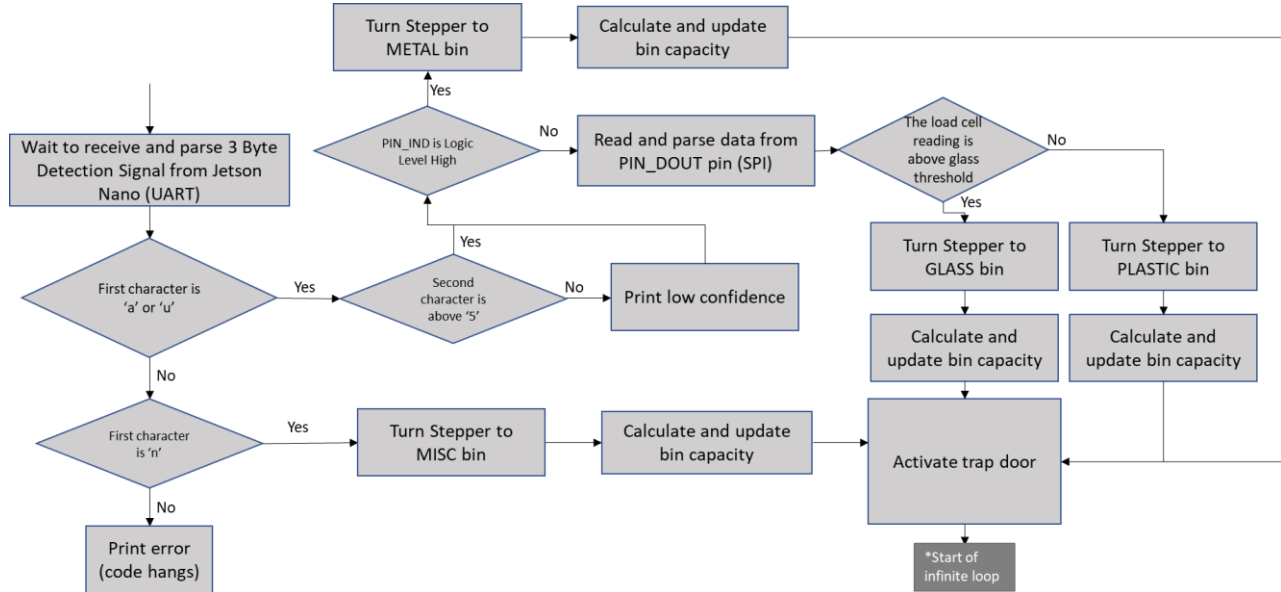 Turn Stepper to
METAL bin
Calculate and update
bin capacity
Yes
Wait to receive and parse 3 Byte
Detection Signal from Jetson
Nano (UART)
PIN_IND is Logic
Level High
No
Read and parse data from
PIN_DOUT pin (SPI)
The load cell
reading is
above glass
threshold
No
Yes
Yes
Turn Stepper to
GLASS bin
Turn Stepper to
PLASTIC bin
First character is
‘a’ or ‘u’
Yes
Second
character is
above ‘5’
No
Print low confidence
Calculate and
update bin capacity
Calculate and
update bin capacity
No
First character
is ‘n’
Yes
Turn Stepper to
MISC bin
Calculate and update
bin capacity
Activate trap door
No
Print error
(code hangs)
*Start of
infinite loop